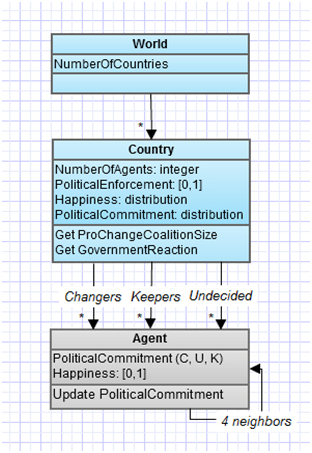 World
NumberOfCountries
*
Country
NumberOfAgents: integer
PoliticalEnforcement: [0,1]
Happiness: distribution
PoliticalCommitment: distribution
Get ProChangeCoalitionSize
Get GovernmentReaction
Changers Keepers Undecided
* * *
Agent
PoliticalCommitment (C, U, K)
Happiness: [0,1]
Update PoliticalCommitment
4 neighbors